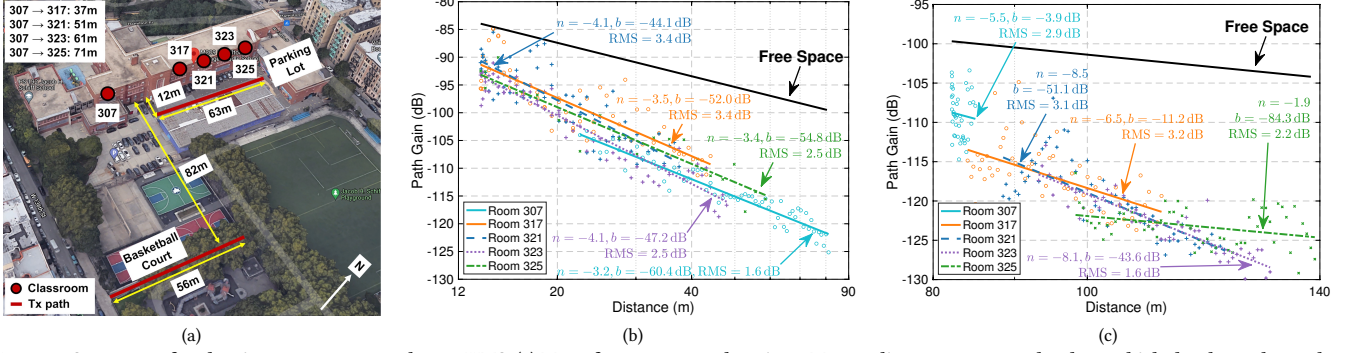 307 → 317: 37m
307 → 321: 51m
307 → 323: 61m
307 → 325: 71m
317
323
321
325
307
Parking
Lot
12m
63m
82m
Basketball
Court
56m
N
Classroom
Tx path
(a)
-80
-85
-90
-95
-100
-105
-110
-115
-120
-125
-130
Path Gain (dB)
n = −4.1, b = −44.1 dB
RMS = 3.4 dB
Free Space
n = −3.5, b = −52.0 dB
RMS = 3.4 dB
n = −3.4, b = −54.8 dB
RMS = 2.5 dB
Room 307
Room 317
Room 321
Room 323
Room 325
n = −4.1, b = −47.2 dB
RMS = 2.5 dB
n = −3.2, b = −60.4 dB, RMS = 1.6 dB
12
20
40
90
Distance (m)
(b)
-95
-100
-105
-110
-115
-120
-125
-130
Path Gain (dB)
n = −5.5, b = −3.9 dB
RMS = 2.9 dB
Free Space
n = −8.5
b = −51.1 dB
RMS = 3.1 dB
n = −6.5, b = −11.2 dB
RMS = 3.2 dB
n = −1.9
b = −84.3 dB
RMS = 2.2 dB
Room 307
Room 317
Room 321
Room 323
Room 325
n = −8.1, b = −43.6 dB
RMS = 1.6 dB
80
100
140
Distance (m)
(c)